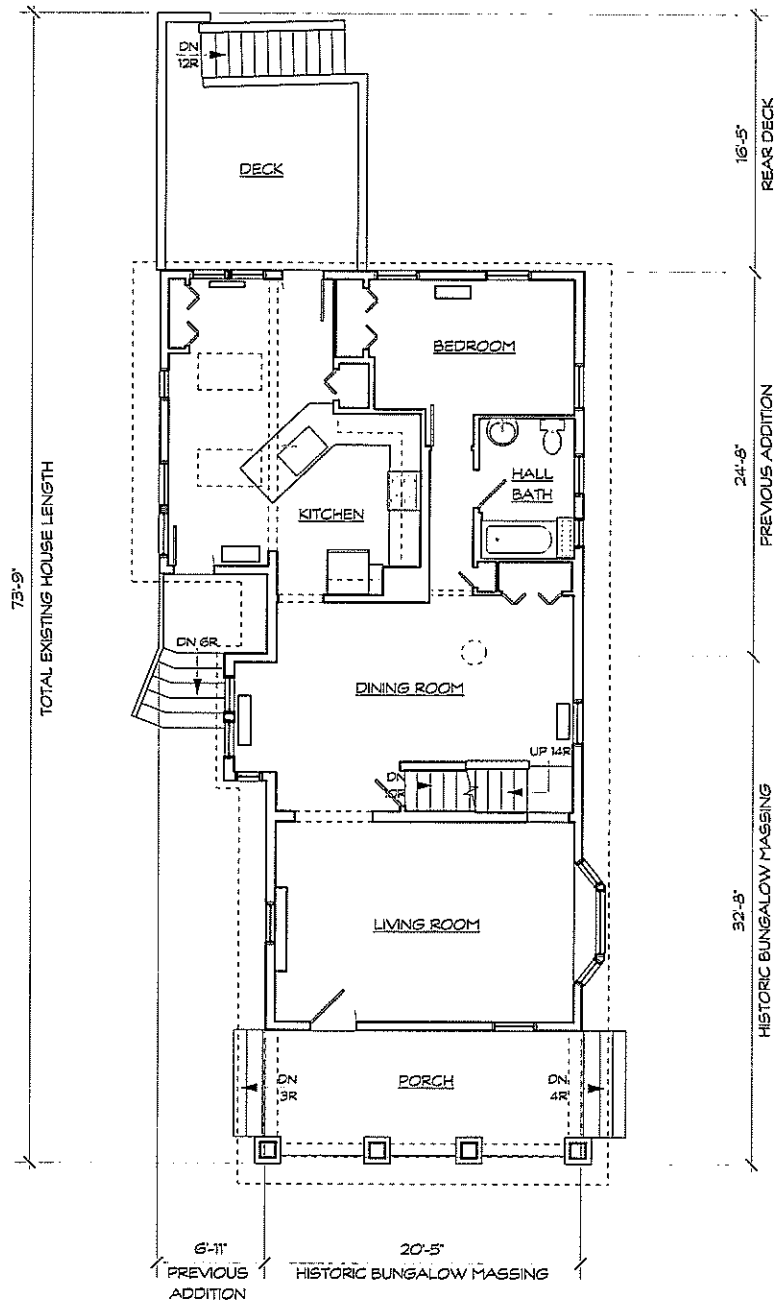 DN
12R
DECK
16'-5"
REAR DECK
BEDROOM
HALL
BATH
KITCHEN
24'-8"
PREVIOUS ADDITION
73'-9"
TOTAL EXISTING HOUSE LENGTH
DN 6R
DINING ROOM
UP 14R
DN
LIVING ROOM
32'-8"
HISTORIC BUNGALOW MASSING
DN
3R
PORCH
DN
4R
6'-11"
PREVIOUS
ADDITION
20'-5"
HISTORIC BUNGALOW MASSING